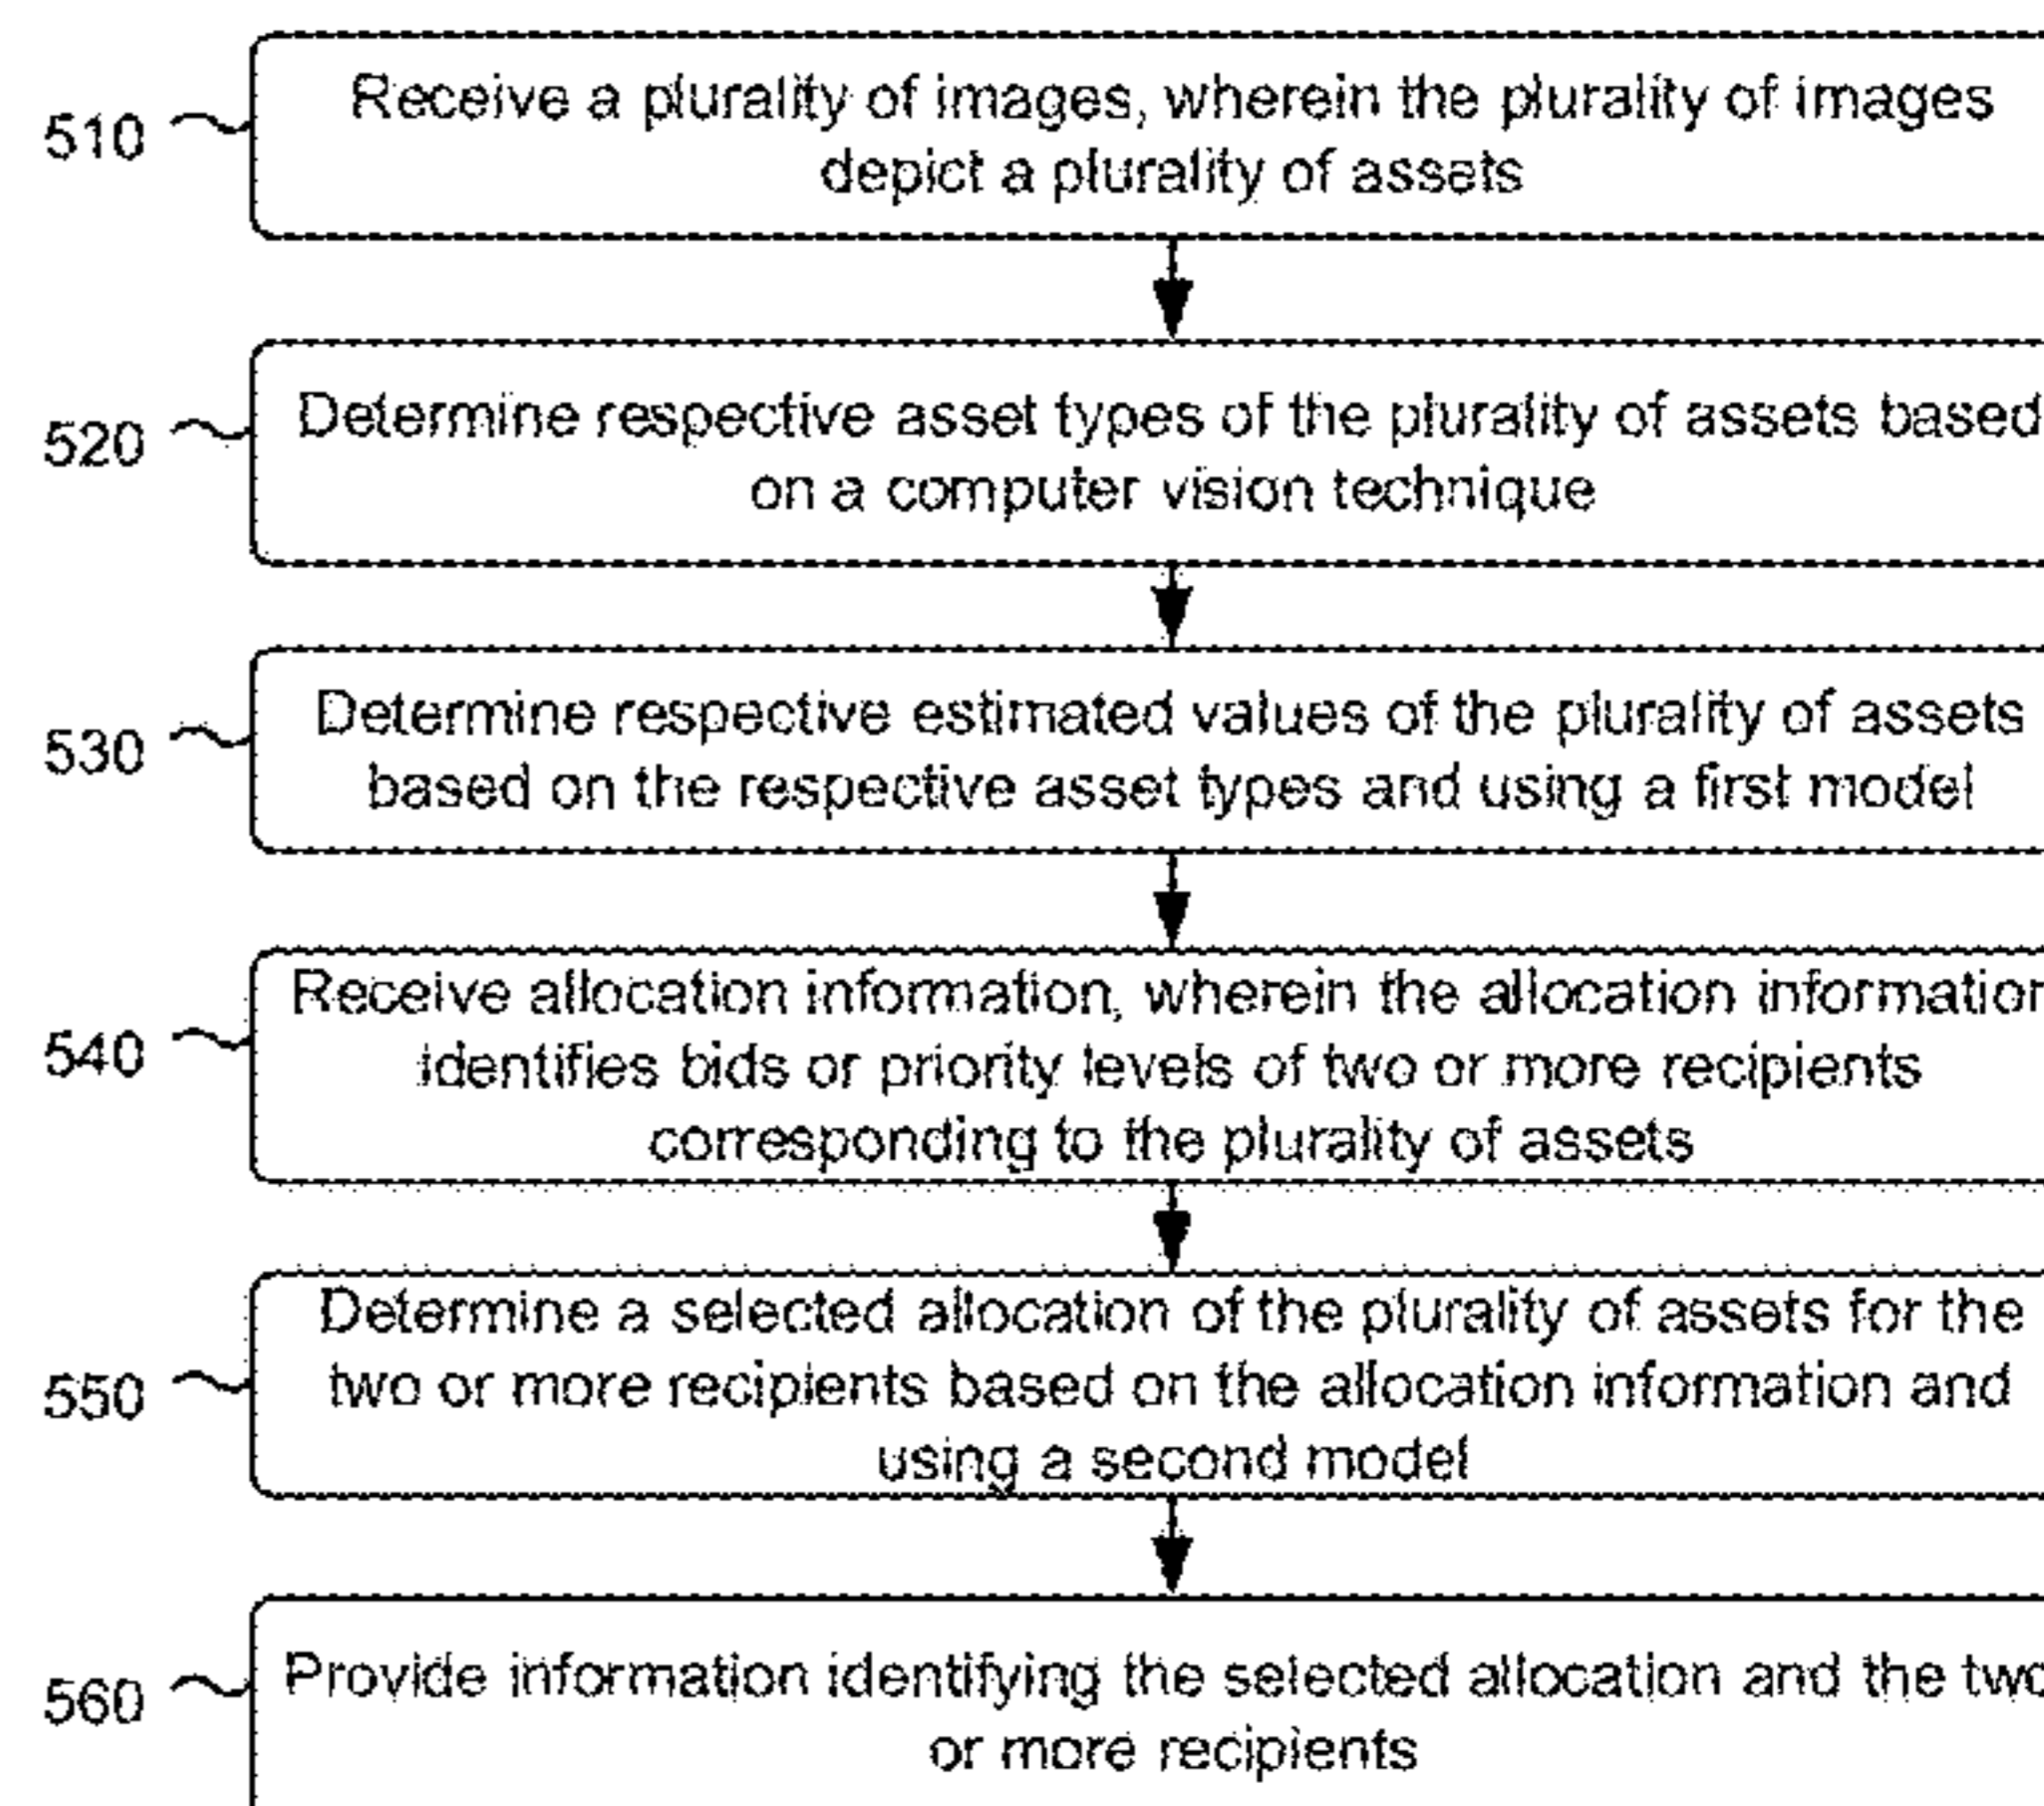 510
Receive a plurality of images, wherein the plurality of images
depict a plurality of assets
520
Determine respective asset types of the plurality of assets based
on a computer vision technique
530
Determine respective estimated values of the plurality of assets
based on the respective asset types and using a first model
540
Receive allocation information, wherein the allocation information
identifies bids or priority levels of two or more recipients
corresponding to the plurality of assets
550
Determine a selected allocation of the plurality of assets for the
two or more recipients based on the allocation information and
using a second model
560
Provide information identifying the selected allocation and the two
or more recipients